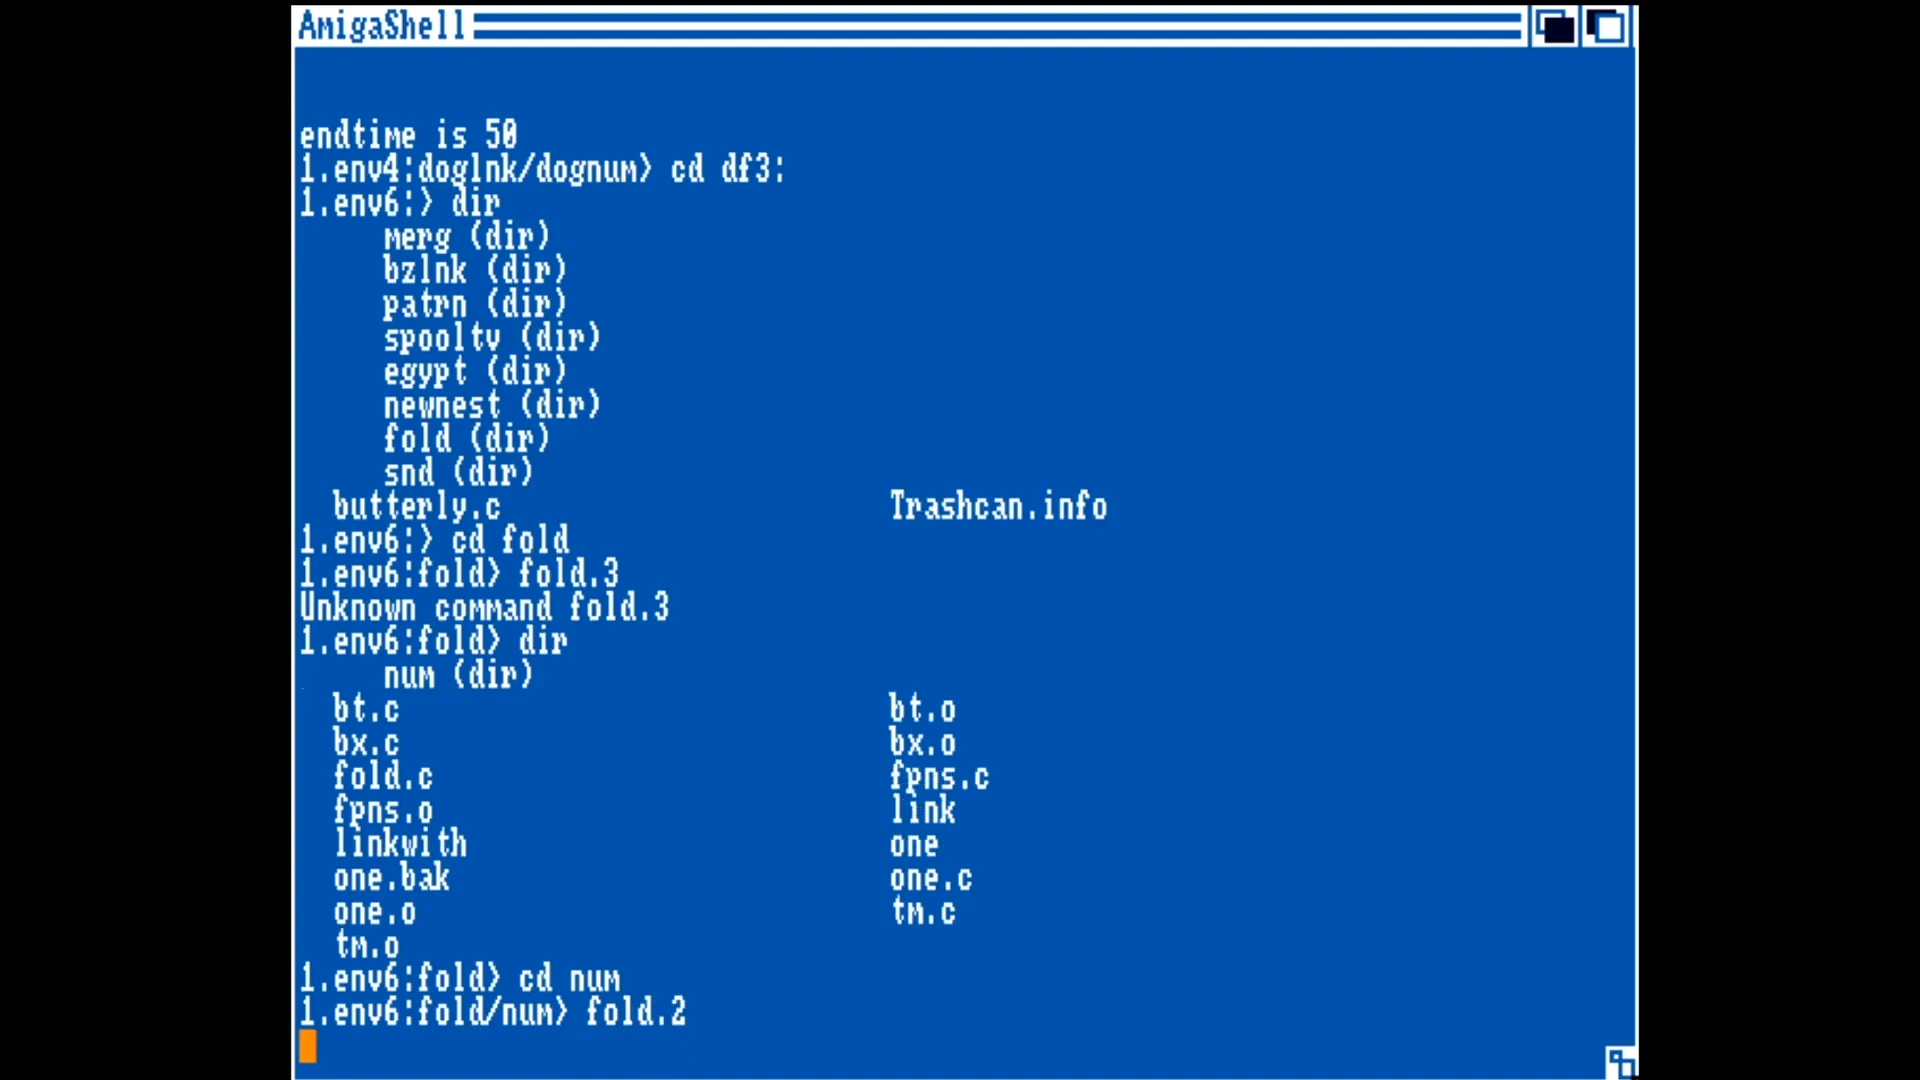 AmigaShell
endtime is 50
1.env4:doglnk/dognum> cd df3:
1.env6:> dir
merg (dir)
bzlnk (dir)
patrn (dir)
spooltv (dir)
egypt (dir)
newnest (dir)
fold (dir)
snd (dir)
butterly.c Trashcan.info
1.env6:> cd fold
1.env6:fold> fold.3
Unknown command fold.3
1.env6:fold> dir
num (dir)
bt.c bt.o
bx.c bx.o
fold.c fpns.c
fpns.o link
linkwith one
one.bak one.c
one.o tm.c
tm.o
1.env6:fold> cd num
1.env6:fold/num> fold.2